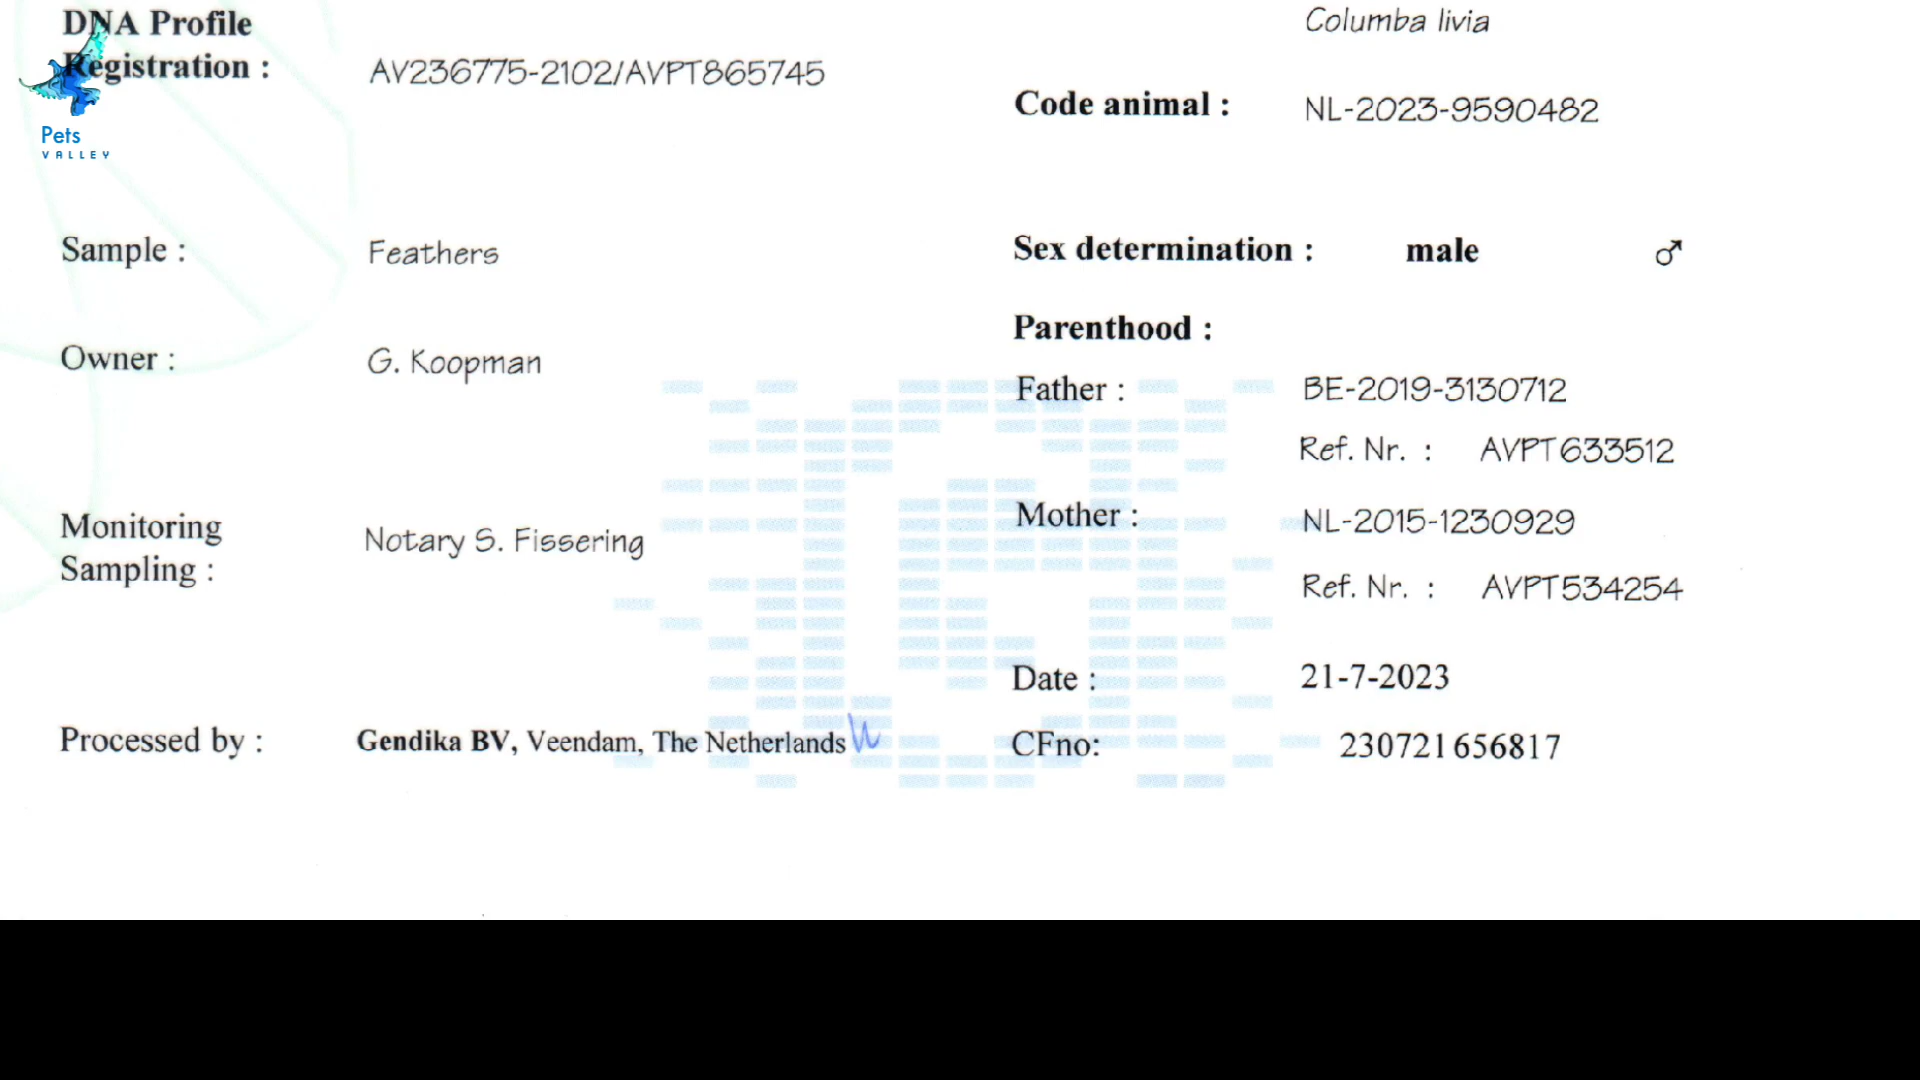 DNA Profile
Registration :
AV236775-2102/AVPT865745
Pets
VALLEY
Sample :
Feathers
Owner :
G. Koopman
Monitoring
Sampling :
Notary S. Fissering
Processed by :
Gendika BV, Veendam, The Netherlands
Columba livia
Code animal :
NL-2023-9590482
Sex determination :
male ♂
Parenthood :
Father :
BE-2019-3130712
Ref. Nr. : AVPT633512
Mother :
NL-2015-1230929
Ref. Nr. : AVPT534254
Date :
21-7-2023
CFno:
230721656817